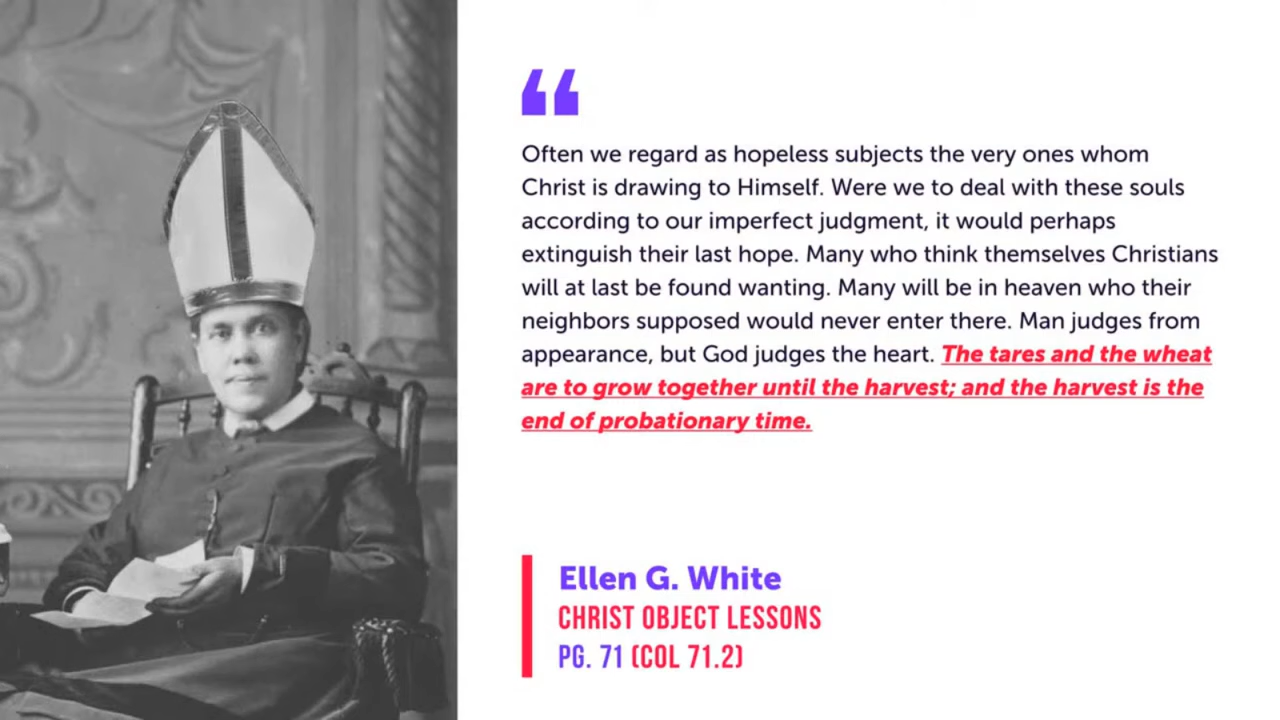 “
Often we regard as hopeless subjects the very ones whom
Christ is drawing to Himself. Were we to deal with these souls
according to our imperfect judgment, it would perhaps
extinguish their last hope. Many who think themselves Christians
will at last be found wanting. Many will be in heaven who their
neighbors supposed would never enter there. Man judges from
appearance, but God judges the heart. The tares and the wheat
are to grow together until the harvest; and the harvest is the
end of probationary time.
Ellen G. White
CHRIST OBJECT LESSONS
PG. 71 (COL 71.2)